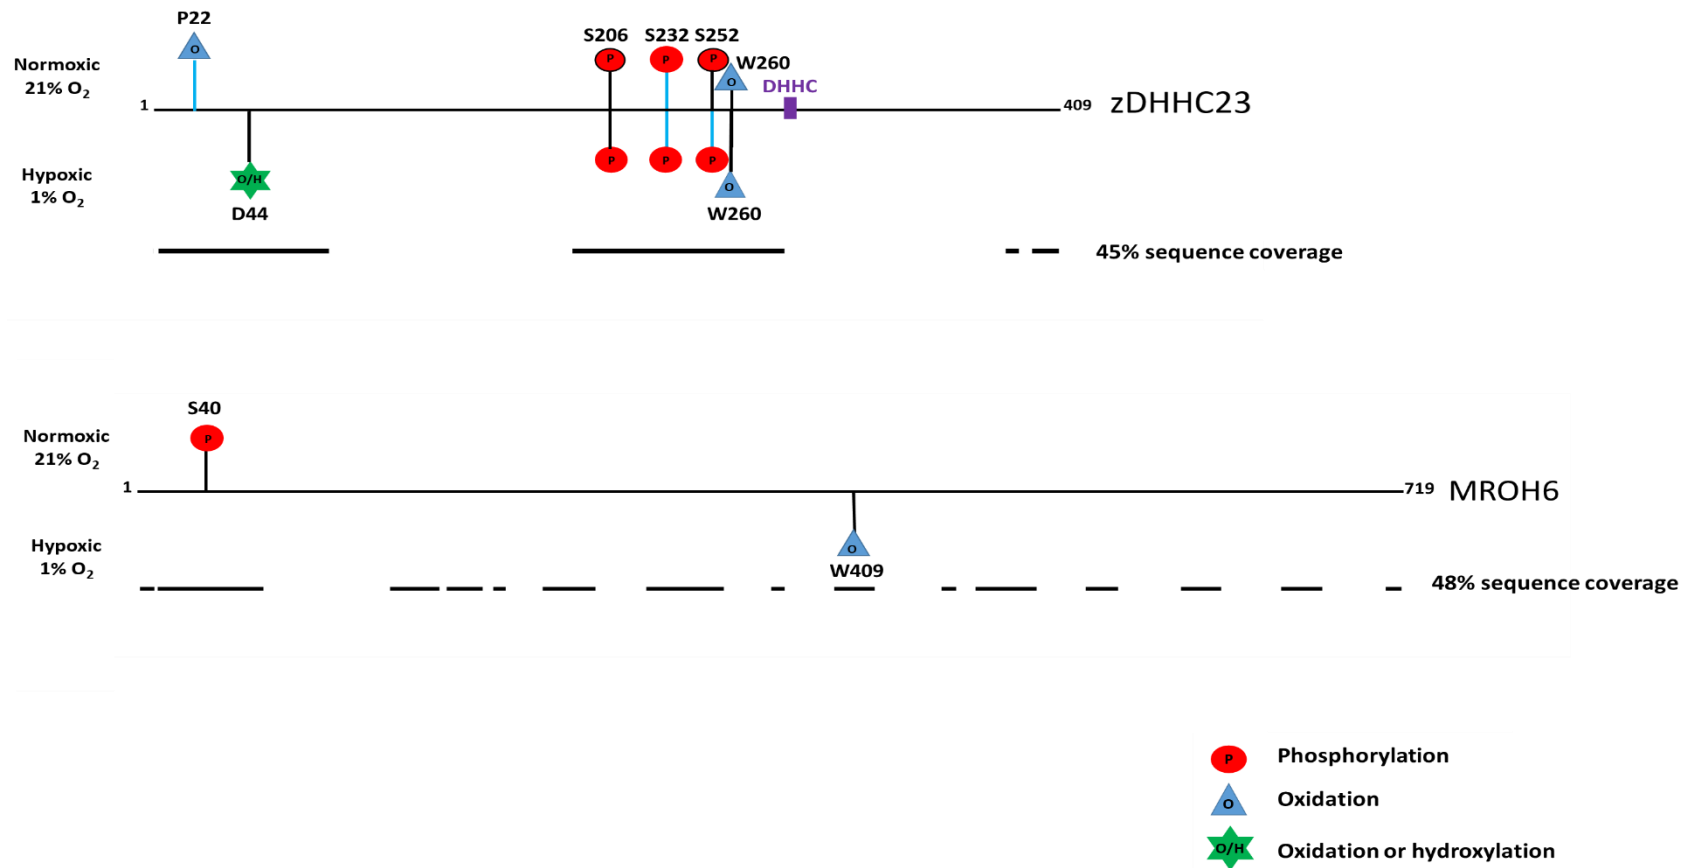 P22
O
Normoxic
21% O₂
S206 S232 S252
P P P
W260
O
DHHC
1
409 zDHHC23
Hypoxic
1% O₂
P P P
O/H
O
D44
W260
45% sequence coverage
S40
P
Normoxic
21% O₂
1
719 MROH6
Hypoxic
1% O₂
O
W409
48% sequence coverage
P Phosphorylation
O Oxidation
O/H Oxidation or hydroxylation